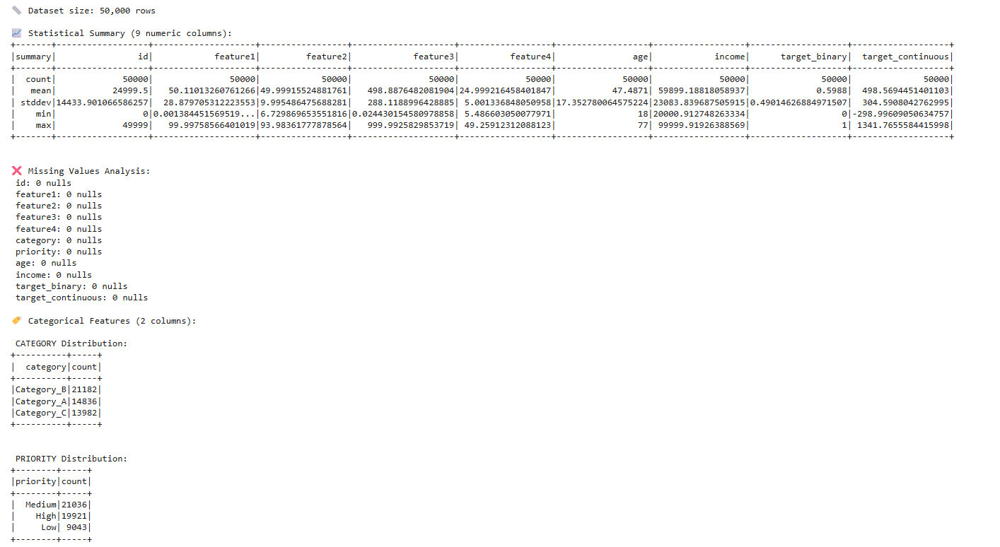 📏 Dataset size: 50,000 rows
📈 Statistical Summary (9 numeric columns):
+-------+------------------+--------------------+-----------------+--------------------+------------------+------------------+------------------+-------------------+------------------+
|summary|                id|            feature1|         feature2|            feature3|          feature4|               age|            income|      target_binary| target_continuous|
+-------+------------------+--------------------+-----------------+--------------------+------------------+------------------+------------------+-------------------+------------------+
|  count|             50000|               50000|            50000|               50000|             50000|             50000|             50000|              50000|             50000|
|   mean|           24999.5|   50.11013260761266|49.99915524881761|   498.8876482081904|24.999216458401847|           47.4871| 59899.18818058937|             0.5988| 498.5694451401103|
| stddev|14433.901066586257|  28.879705312223553|9.995486475688281|   288.1188996428885| 5.001336848050958|17.352780064575224|23083.839687505915|0.49014626884971507|  304.5908042762995|
|    min|                 0|0.001384451569519...|6.729869653551816|0.024430154580978858| 5.486603050077971|                18|20000.912748263334|                  0|-298.99609050634757|
|    max|             49999|   99.99758566401019|93.98361777878564|   999.9925829853719| 49.25912312088123|                77| 99999.91926388569|                  1| 1341.7655584415998|
+-------+------------------+--------------------+-----------------+--------------------+------------------+------------------+------------------+-------------------+------------------+
❌ Missing Values Analysis:
id: 0 nulls
feature1: 0 nulls
feature2: 0 nulls
feature3: 0 nulls
feature4: 0 nulls
category: 0 nulls
priority: 0 nulls
age: 0 nulls
income: 0 nulls
target_binary: 0 nulls
target_continuous: 0 nulls
🏷️ Categorical Features (2 columns):
CATEGORY Distribution:
+----------+-----+
|  category|count|
+----------+-----+
|Category_B|21182|
|Category_A|14836|
|Category_C|13982|
+----------+-----+
PRIORITY Distribution:
+--------+-----+
|priority|count|
+--------+-----+
|  Medium|21036|
|    High|19921|
|     Low| 9043|
+--------+-----+